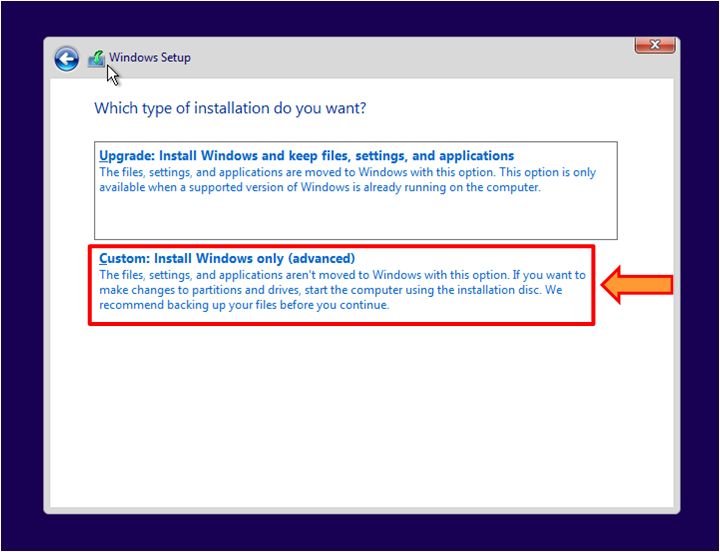 Windows Setup
Which type of installation do you want?
Upgrade: Install Windows and keep files, settings, and applications
The files, settings, and applications are moved to Windows with this option. This option is only
available when a supported version of Windows is already running on the computer.
Custom: Install Windows only (advanced)
The files, settings, and applications aren't moved to Windows with this option. If you want to
make changes to partitions and drives, start the computer using the installation disc. We
recommend backing up your files before you continue.